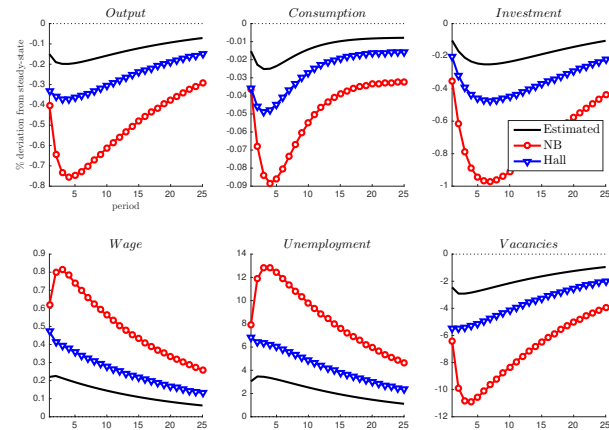 Output
Consumption
Investment
% deviation from steady-state
0
-0.1
-0.2
-0.3
-0.4
-0.5
-0.6
-0.7
-0.8
5 10 15 20 25
period
0
-0.01
-0.02
-0.03
-0.04
-0.05
-0.06
-0.07
-0.08
-0.09
5 10 15 20 25
0
-0.2
-0.4
-0.6
-0.8
-1
5 10 15 20 25
Estimated
NB
Hall
Wage
Unemployment
Vacancies
0.9
0.8
0.7
0.6
0.5
0.4
0.3
0.2
0.1
0
5 10 15 20 25
14
12
10
8
6
4
2
0
5 10 15 20 25
0
-2
-4
-6
-8
-10
-12
5 10 15 20 25